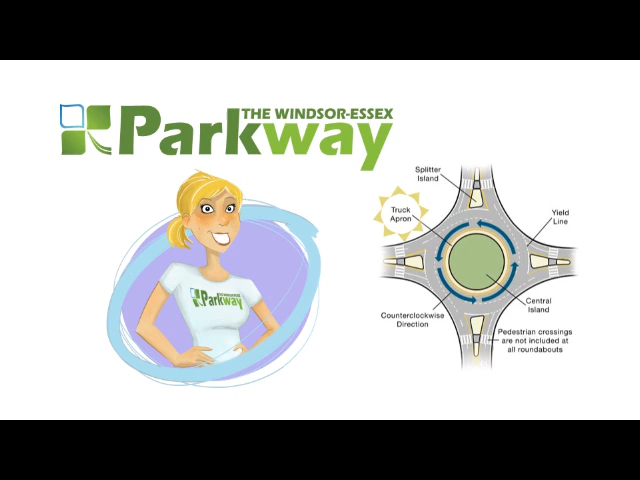 THE WINDSOR-ESSEX
Parkway
Parkway
Splitter
Island
Truck
Apron
Yield
Line
Counterclockwise
Direction
Central
Island
Pedestrian crossings
are not included at
all roundabouts